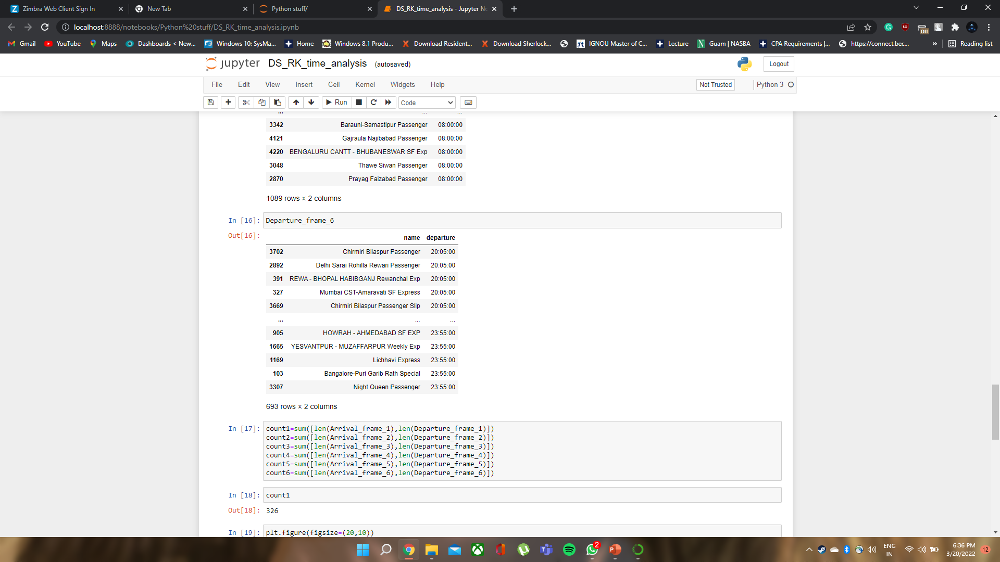 Zimbra Web Client Sign In
New Tab
Python stuff/
DS_RK_time_analysis - Jupyter No
localhost:8888/notebooks/Python%20stuff/DS_RK_time_analysis.ipynb
Off
Gmail
YouTube
Maps
Dashboards < New...
Windows 10: SysMa...
Home
Windows 8.1 Produ...
Download Resident...
Download Sherlock...
IGNOU Master of C...
Lecture
Guam | NASBA
CPA Requirements |...
https://connect.bec...
»
Reading list
jupyter DS_RK_time_analysis (autosaved)
Logout
File Edit View Insert Cell Kernel Widgets Help
Not Trusted
Python 3
Run
Code
... ... ...
3342 Barauni-Samastipur Passenger 08:00:00
4121 Gajraula Najibabad Passenger 08:00:00
4220 BENGALURU CANTT - BHUBANESWAR SF Exp 08:00:00
3048 Thawe Siwan Passenger 08:00:00
2870 Prayag Faizabad Passenger 08:00:00
1089 rows × 2 columns
In [16]: Departure_frame_6
Out[16]:
name departure
3702 Chirmiri Bilaspur Passenger 20:05:00
2892 Delhi Sarai Rohilla Rewari Passenger 20:05:00
391 REWA - BHOPAL HABIBGANJ Rewanchal Exp 20:05:00
327 Mumbai CST-Amaravati SF Express 20:05:00
3669 Chirmiri Bilaspur Passenger Slip 20:05:00
... ... ...
905 HOWRAH - AHMEDABAD SF EXP 23:55:00
1665 YESVANTPUR - MUZAFFARPUR Weekly Exp 23:55:00
1169 Lichhavi Express 23:55:00
103 Bangalore-Puri Garib Rath Special 23:55:00
3307 Night Queen Passenger 23:55:00
693 rows × 2 columns
In [17]: count1=sum([len(Arrival_frame_1),len(Departure_frame_1)])
count2=sum([len(Arrival_frame_2),len(Departure_frame_2)])
count3=sum([len(Arrival_frame_3),len(Departure_frame_3)])
count4=sum([len(Arrival_frame_4),len(Departure_frame_4)])
count5=sum([len(Arrival_frame_5),len(Departure_frame_5)])
count6=sum([len(Arrival_frame_6),len(Departure_frame_6)])
In [18]: count1
Out[18]: 326
In [19]: plt.figure(figsize=(20,10))
2
ENG
IN
6:36 PM
3/20/2022
12